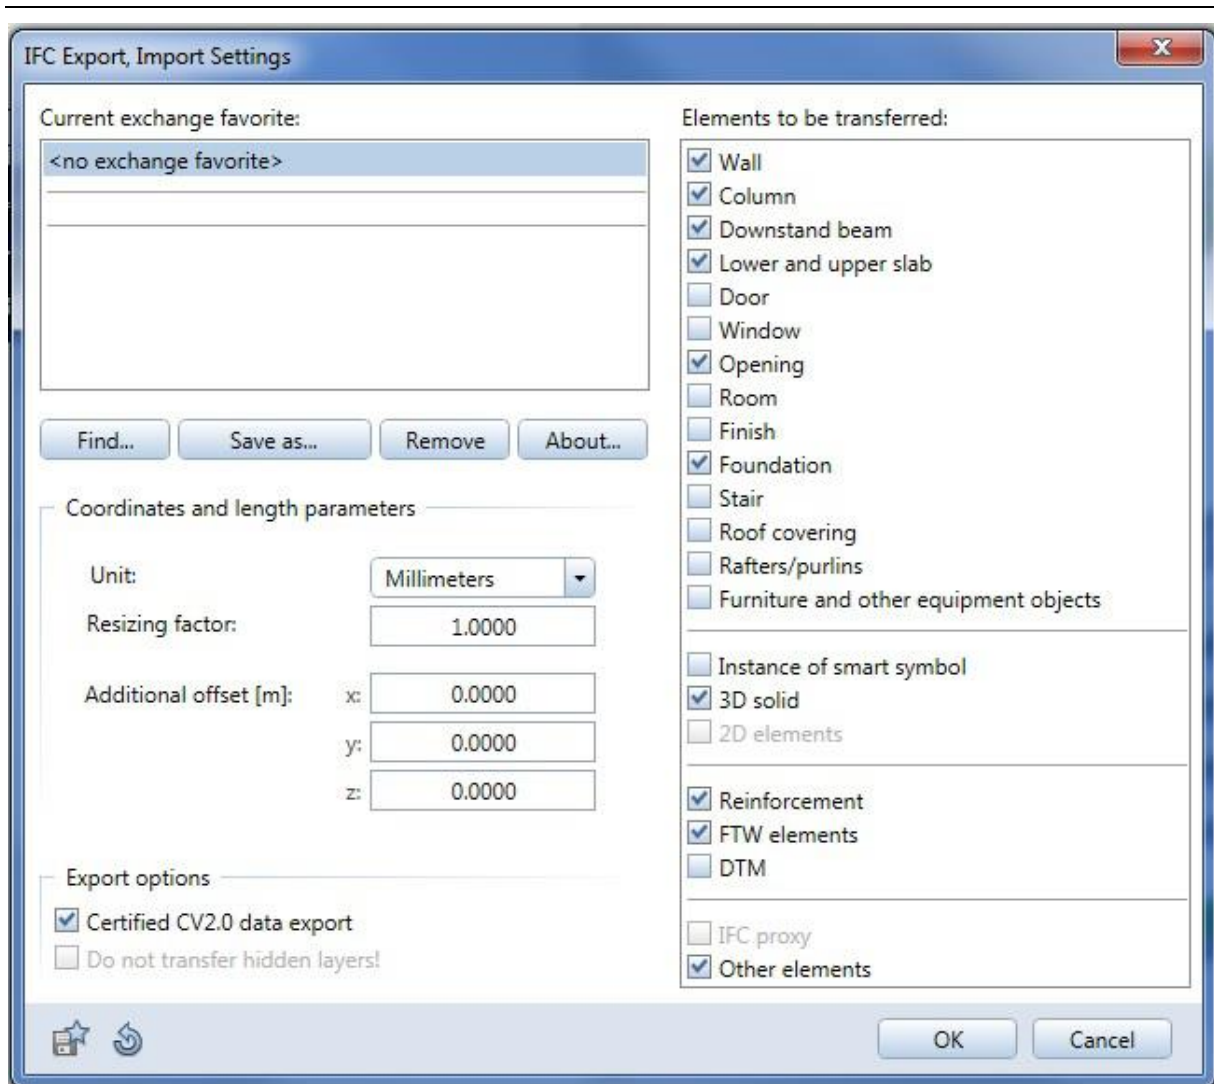 IFC Export, Import Settings
Current exchange favorite:
<no exchange favorite>
Find...
Save as...
Remove
About...
Coordinates and length parameters
Unit:
Millimeters
Resizing factor:
1.0000
Additional offset [m]:
x:
0.0000
y:
0.0000
z:
0.0000
Export options
Certified CV2.0 data export
Do not transfer hidden layers!
Elements to be transferred:
Wall
Column
Downstand beam
Lower and upper slab
Door
Window
Opening
Room
Finish
Foundation
Stair
Roof covering
Rafters/purlins
Furniture and other equipment objects
Instance of smart symbol
3D solid
2D elements
Reinforcement
FTW elements
DTM
IFC proxy
Other elements
OK
Cancel